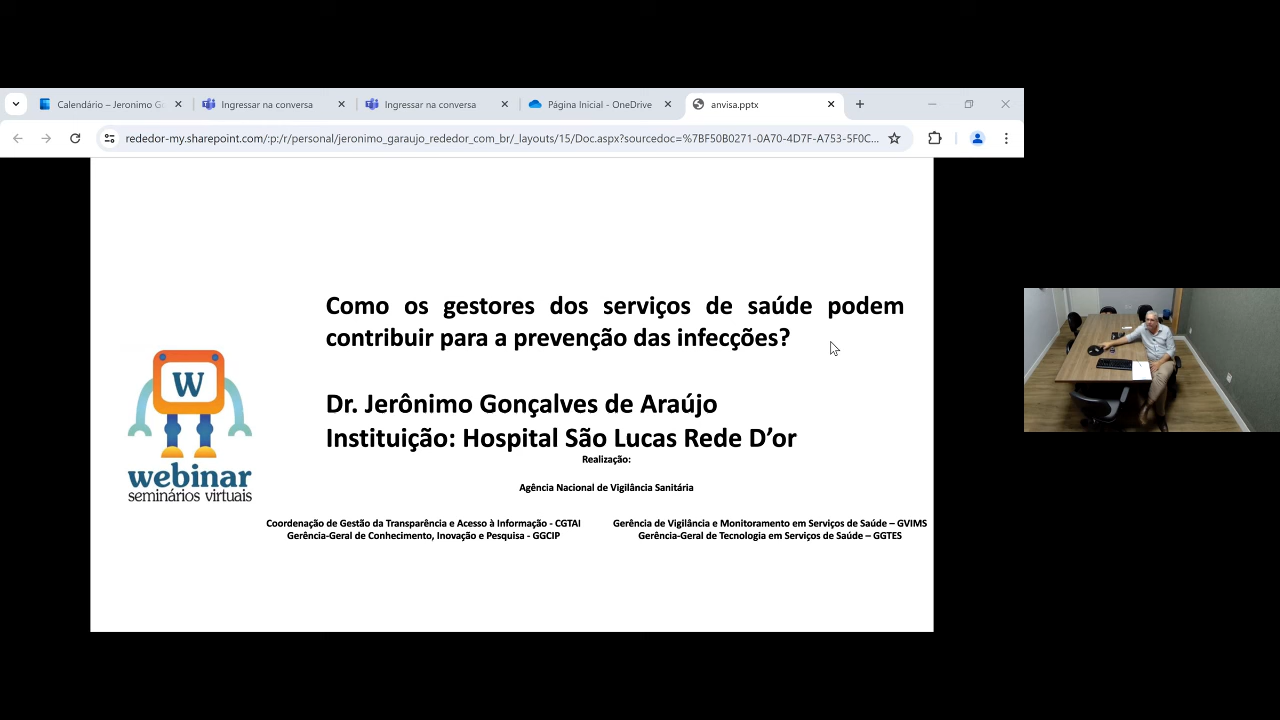 Calendário – Jeronimo G
Ingressar na conversa
Ingressar na conversa
Página Inicial - OneDrive
anvisa.pptx
rededor-my.sharepoint.com/:p:/r/personal/jeronimo_garaujo_rededor_com_br/_layouts/15/Doc.aspx?sourcedoc=%7BF50B0271-0A70-4D7F-A753-5F0C...
Como os gestores dos serviços de saúde podem
contribuir para a prevenção das infecções?
Dr. Jerônimo Gonçalves de Araújo
Instituição: Hospital São Lucas Rede D’or
W
webinar
seminários virtuais
Realização:
Agência Nacional de Vigilância Sanitária
Coordenação de Gestão da Transparência e Acesso à Informação - CGTAI
Gerência-Geral de Conhecimento, Inovação e Pesquisa - GGCIP
Gerência de Vigilância e Monitoramento em Serviços de Saúde – GVIMS
Gerência-Geral de Tecnologia em Serviços de Saúde – GGTES